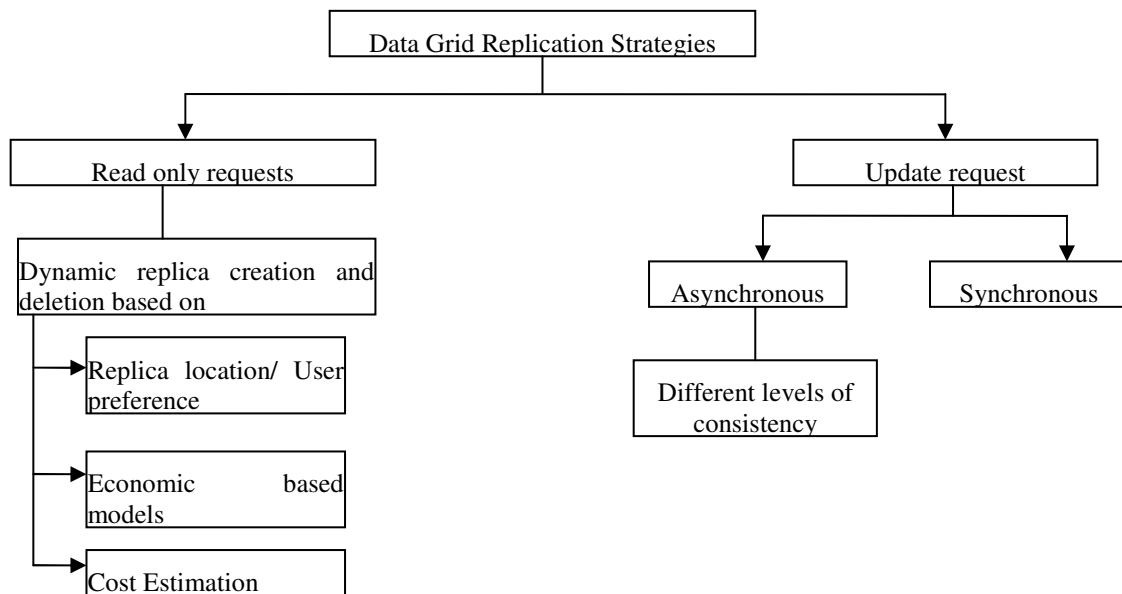 Data Grid Replication Strategies
Read only requests
Update request
Dynamic replica creation and
deletion based on
Asynchronous
Synchronous
Replica location/ User
preference
Different levels of
consistency
Economic based
models
Cost Estimation